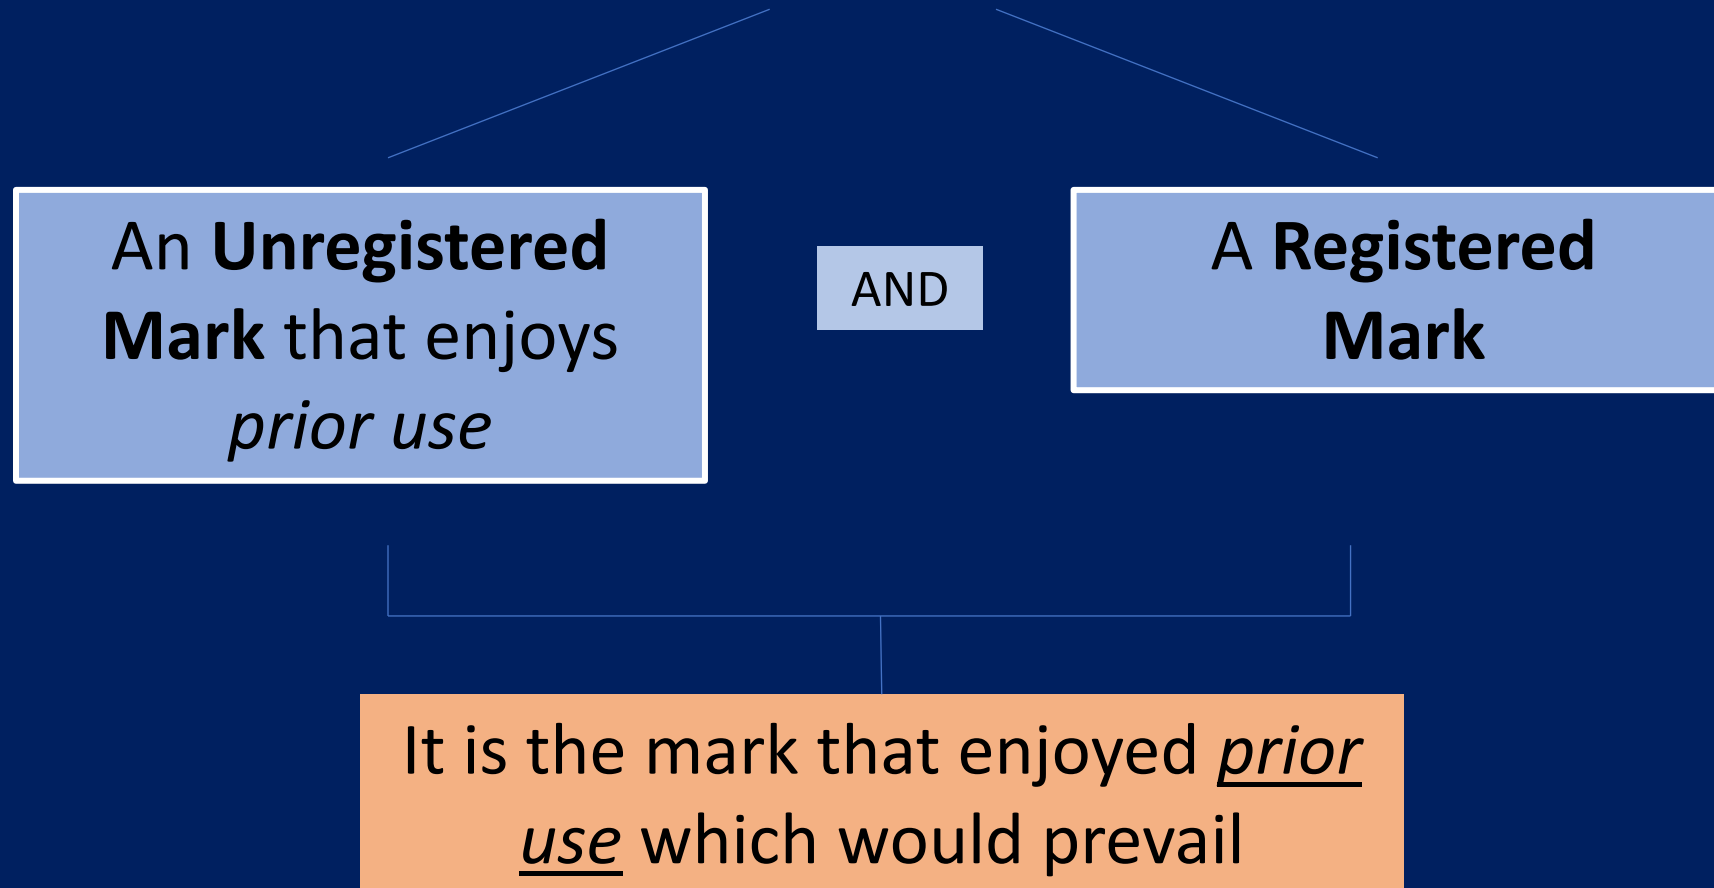 An Unregistered
Mark that enjoys
prior use
AND
A Registered
Mark
It is the mark that enjoyed prior
use which would prevail